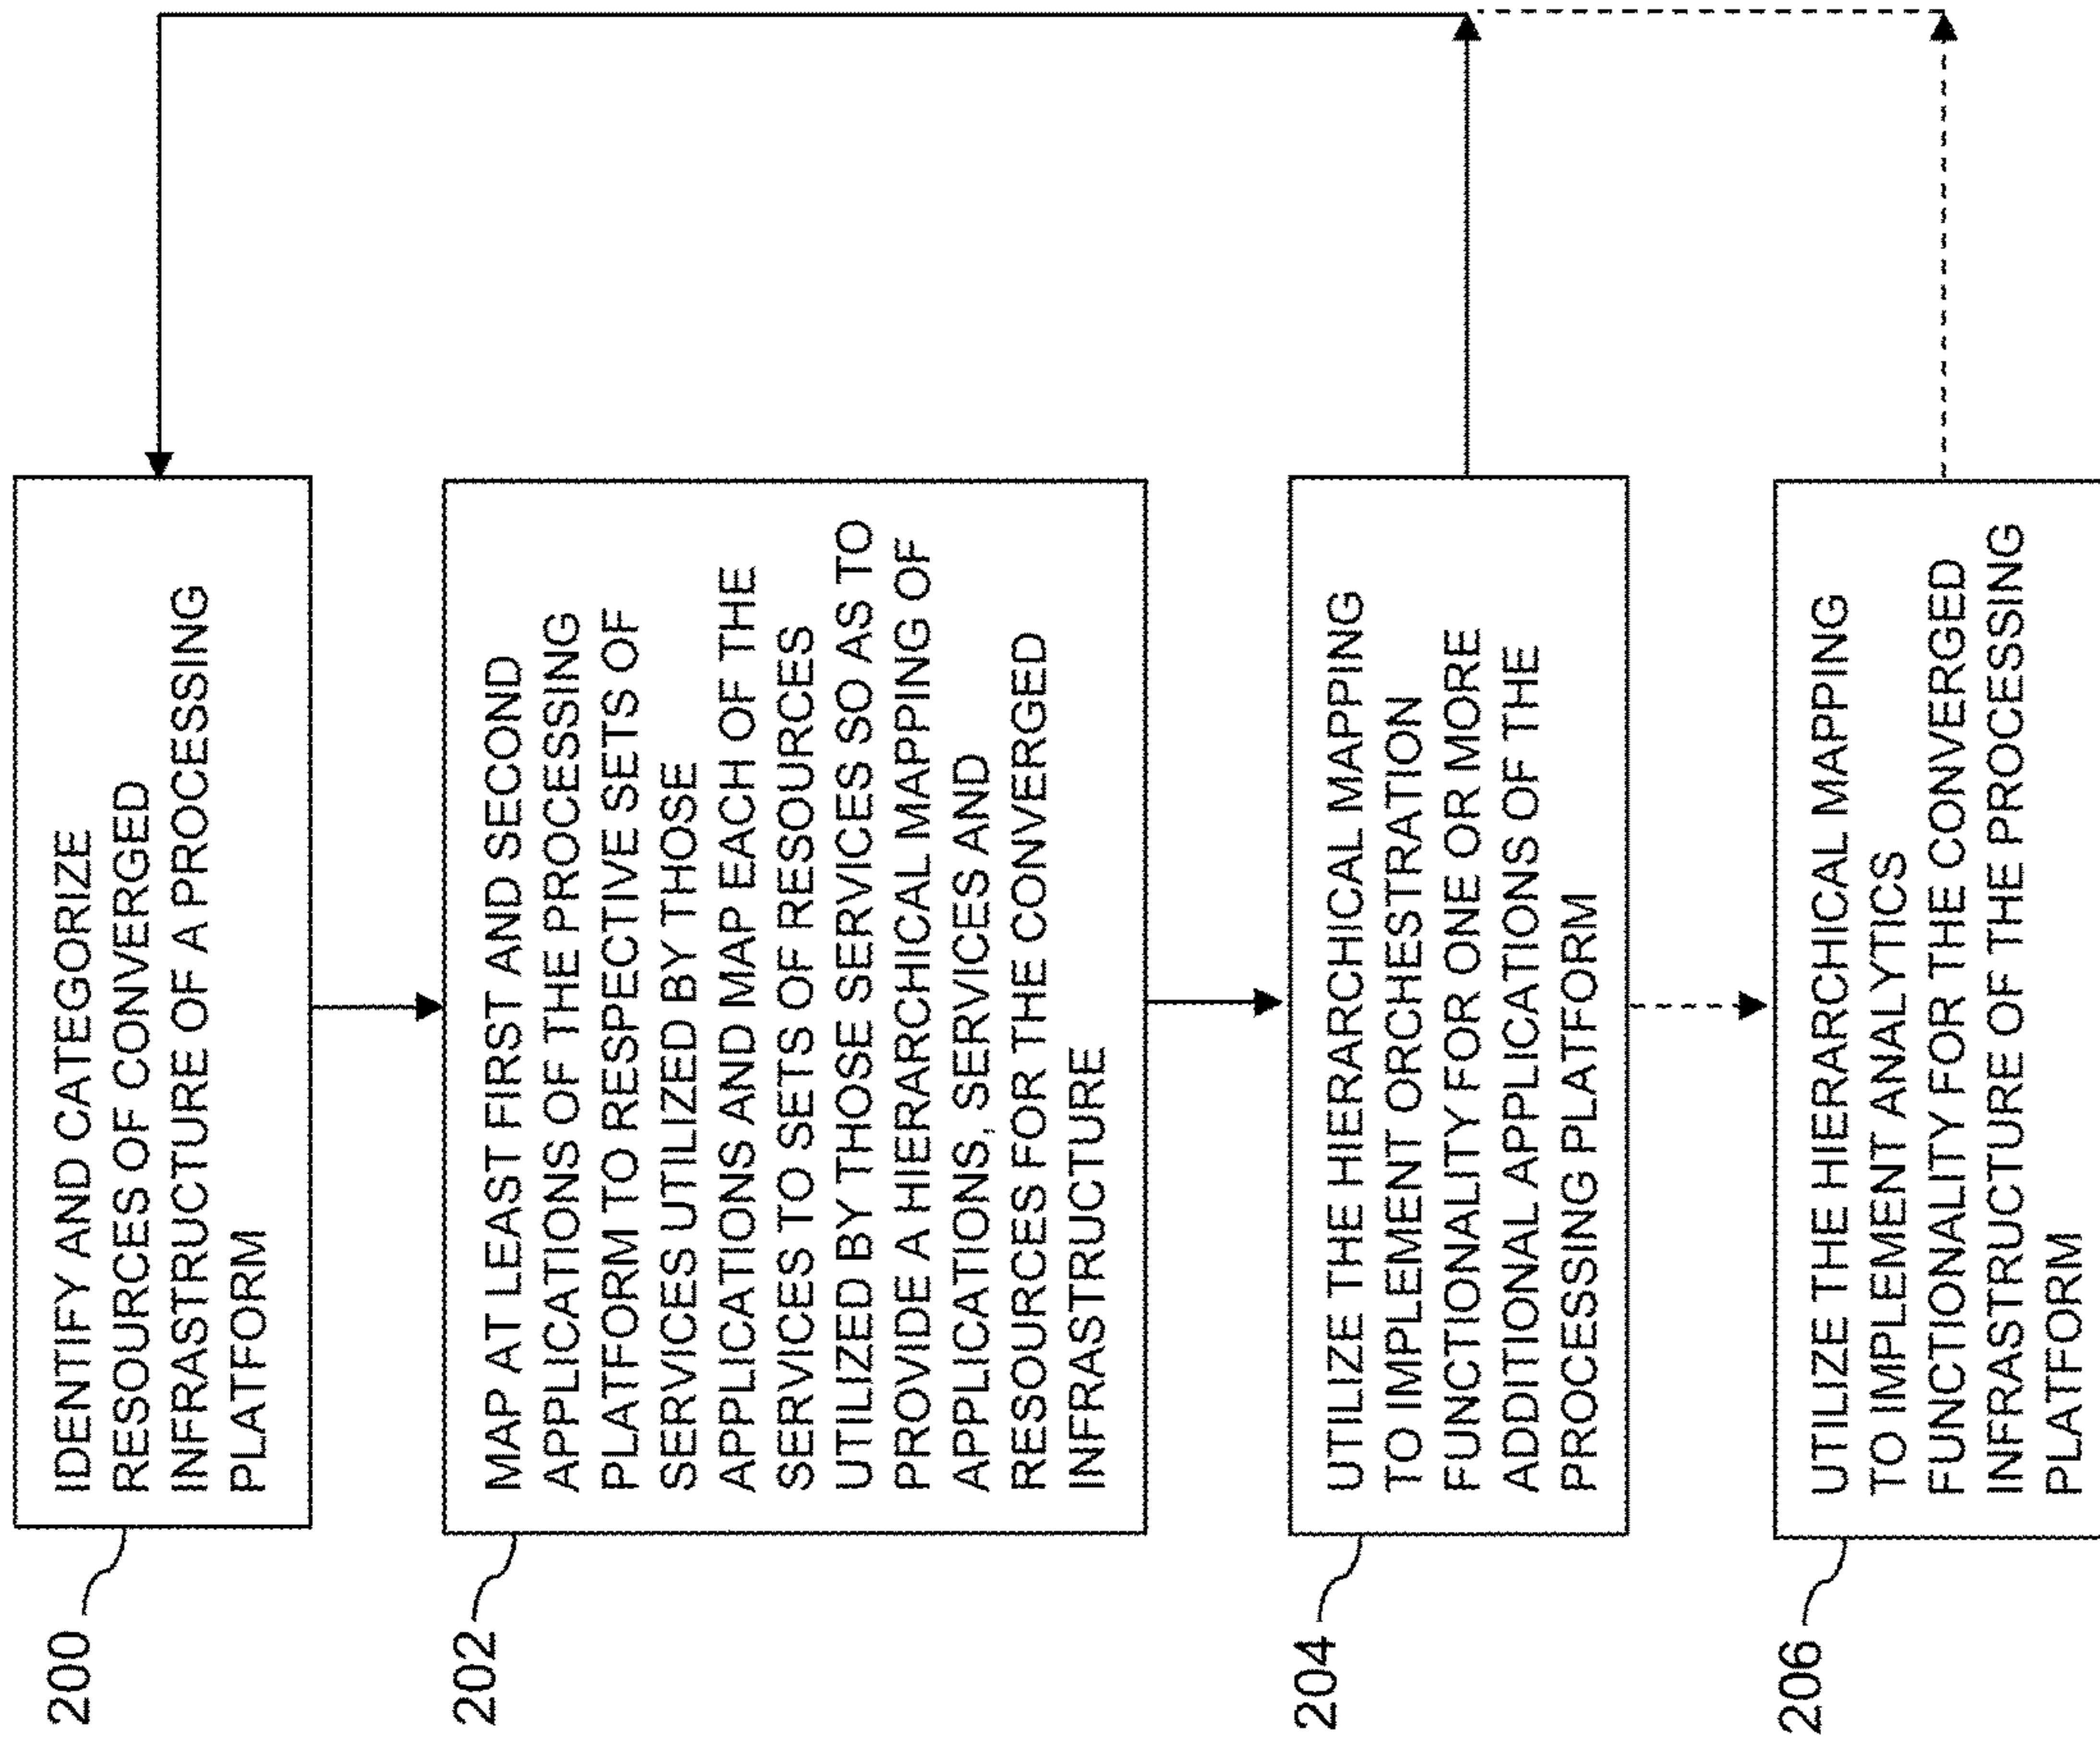 200
IDENTIFY AND CATEGORIZE
RESOURCES OF CONVERGED
INFRASTRUCTURE OF A PROCESSING
PLATFORM
202
MAP AT LEAST FIRST AND SECOND
APPLICATIONS OF THE PROCESSING
PLATFORM TO RESPECTIVE SETS OF
SERVICES UTILIZED BY THOSE
APPLICATIONS AND MAP EACH OF THE
SERVICES TO SETS OF RESOURCES
UTILIZED BY THOSE SERVICES SO AS TO
PROVIDE A HIERARCHICAL MAPPING OF
APPLICATIONS, SERVICES AND
RESOURCES FOR THE CONVERGED
INFRASTRUCTURE
204
UTILIZE THE HIERARCHICAL MAPPING
TO IMPLEMENT ORCHESTRATION
FUNCTIONALITY FOR ONE OR MORE
ADDITIONAL APPLICATIONS OF THE
PROCESSING PLATFORM
206
UTILIZE THE HIERARCHICAL MAPPING
TO IMPLEMENT ANALYTICS
FUNCTIONALITY FOR THE CONVERGED
INFRASTRUCTURE OF THE PROCESSING
PLATFORM